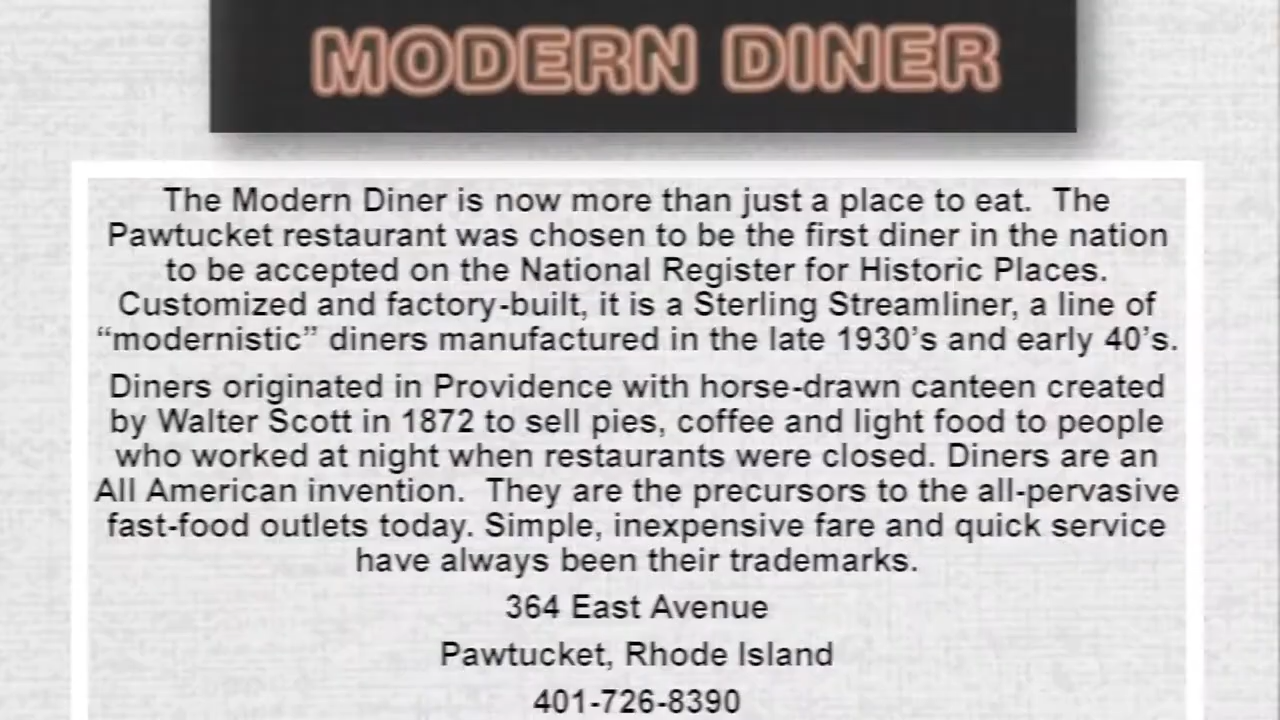 MODERN DINER
The Modern Diner is now more than just a place to eat.  The
Pawtucket restaurant was chosen to be the first diner in the nation
to be accepted on the National Register for Historic Places.
Customized and factory-built, it is a Sterling Streamliner, a line of
“modernistic” diners manufactured in the late 1930’s and early 40’s.
Diners originated in Providence with horse-drawn canteen created
by Walter Scott in 1872 to sell pies, coffee and light food to people
who worked at night when restaurants were closed. Diners are an
All American invention.  They are the precursors to the all-pervasive
fast-food outlets today. Simple, inexpensive fare and quick service
have always been their trademarks.
364 East Avenue
Pawtucket, Rhode Island
401-726-8390